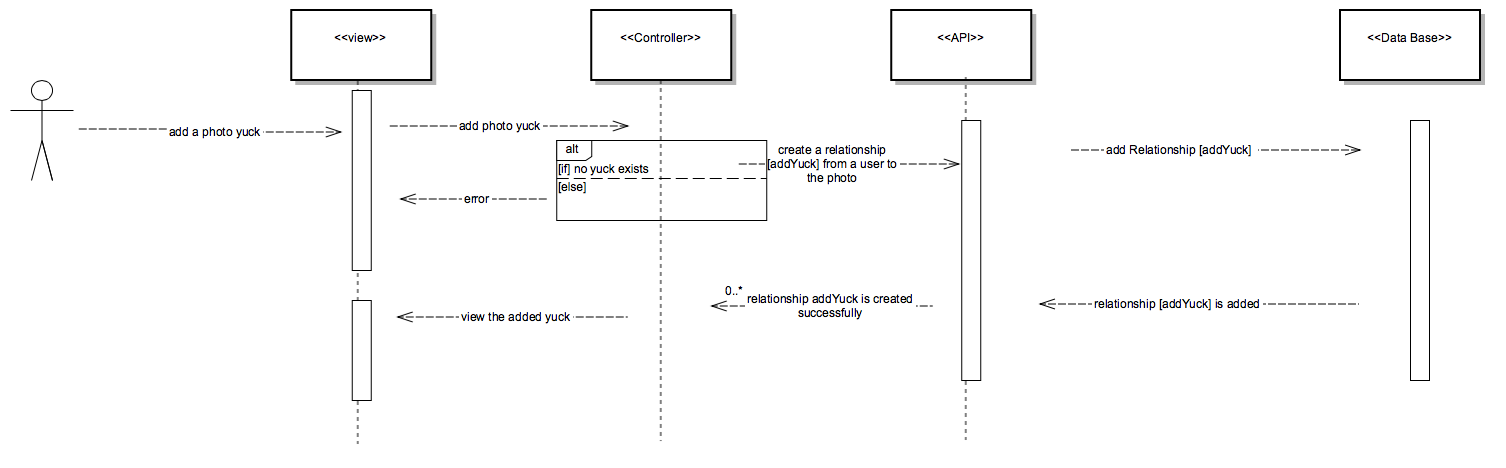 <<view>>
<<Controller>>
<<API>>
<<Data Base>>
add a photo yuck
add photo yuck
alt
[if] no yuck exists
[else]
create a relationship
[addYuck] from a user to
the photo
add Relationship [addYuck]
error
0..*
relationship addYuck is created
successfully
relationship [addYuck] is added
view the added yuck